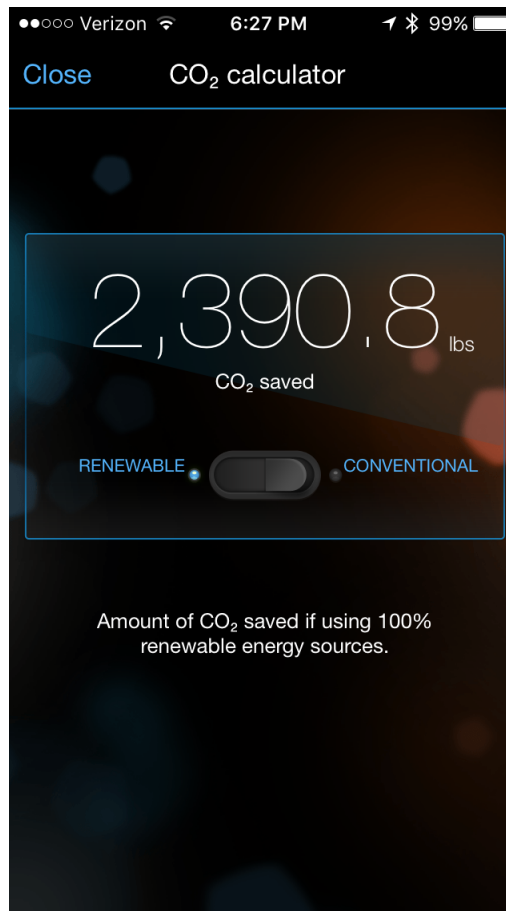 Verizon 6:27 PM 99%
Close CO₂ calculator
2,390.8 lbs
CO₂ saved
RENEWABLE CONVENTIONAL
Amount of CO₂ saved if using 100%
renewable energy sources.